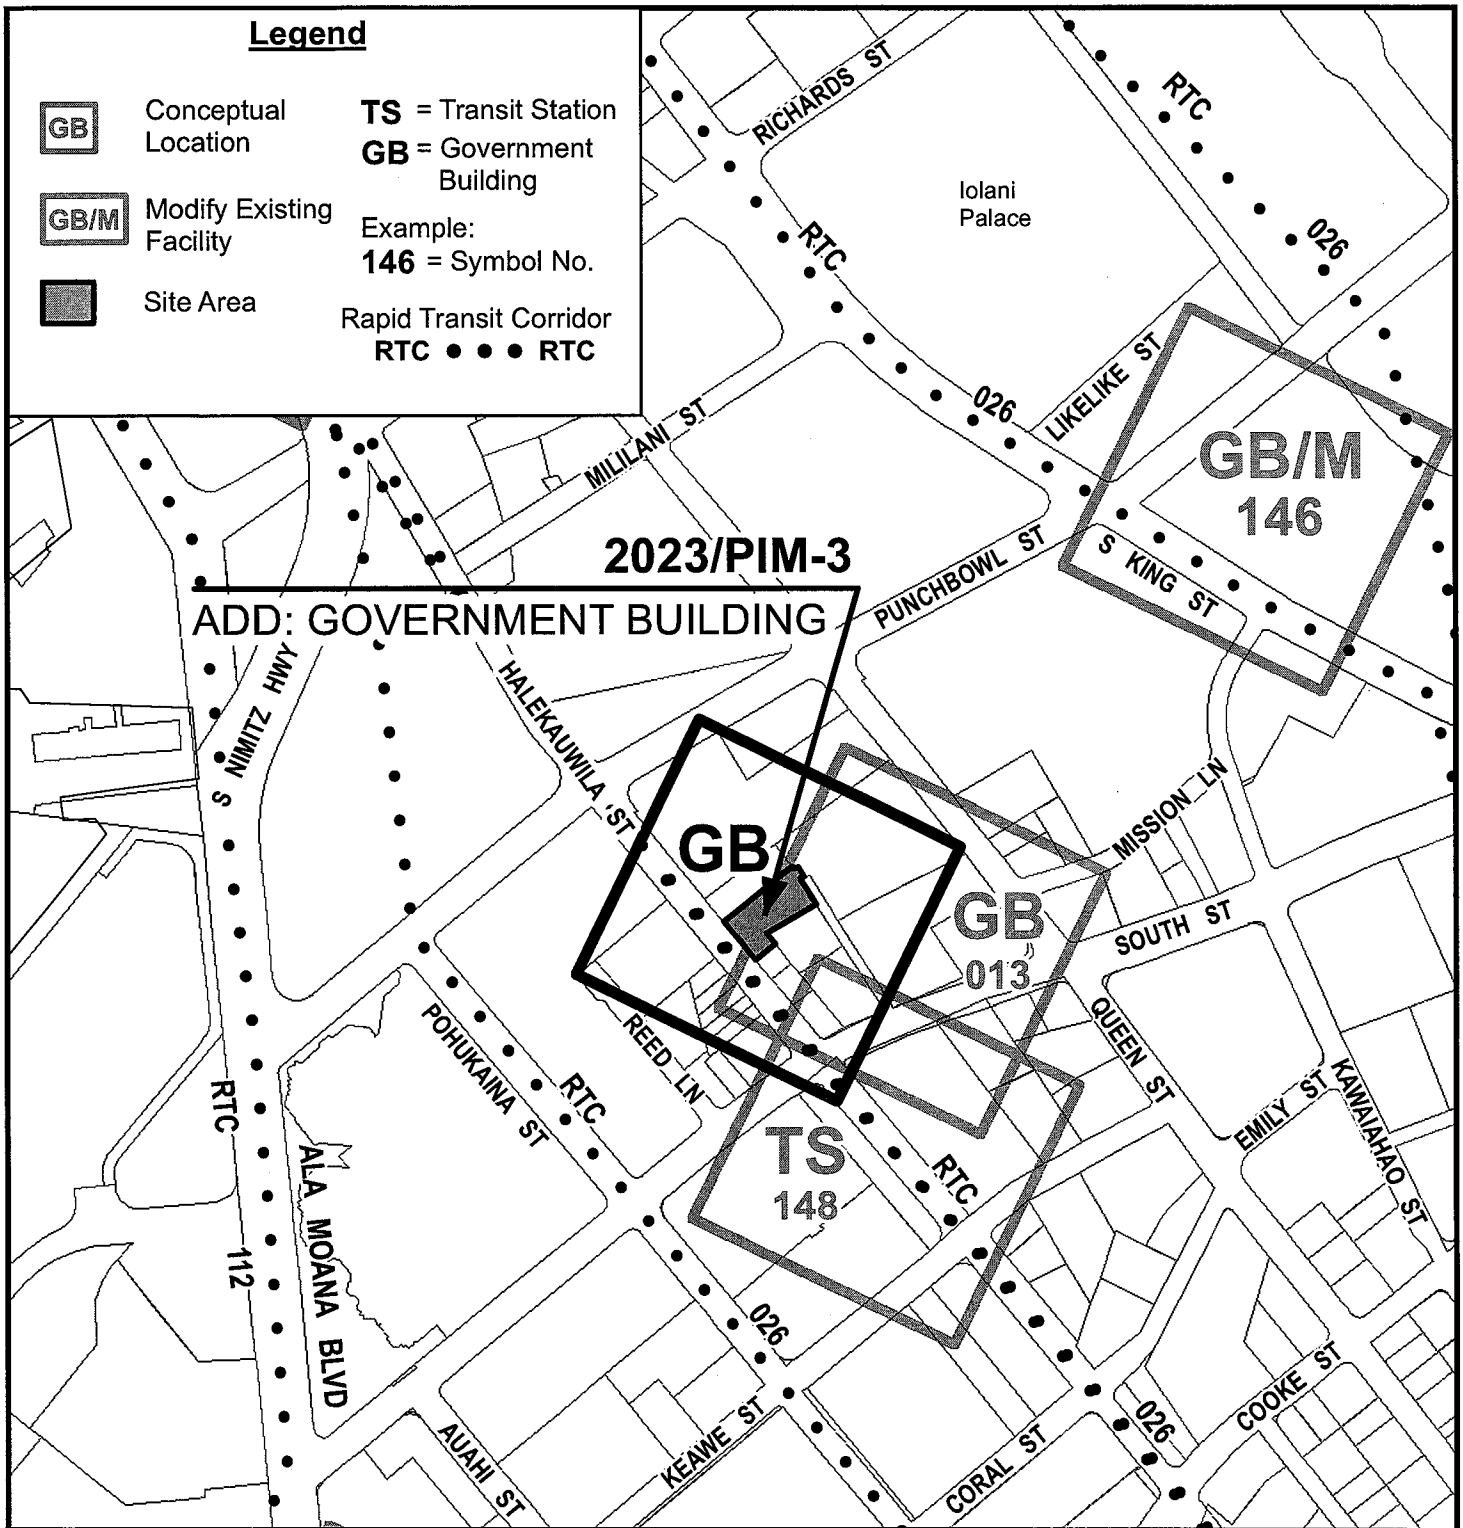 Legend
GB
Conceptual
Location
GB/M
Modify Existing
Facility
Site Area
TS = Transit Station
GB = Government
Building
Example:
146 = Symbol No.
Rapid Transit Corridor
RTC ● ● ● RTC
RICHARDS ST
RTC
Iolani
Palace
RTC
026
026
LIKELIKE ST
MILILANI ST
GB/M
146
2023/PIM-3
ADD: GOVERNMENT BUILDING
PUNCHBOWL ST
S KING ST
S NIMITZ HWY
HALEKAUWILA ST
MISSION LN
GB
GB
013
SOUTH ST
POHUKAINA ST
REED LN
QUEEN ST
RTC
RTC
EMILY ST
KAWAIAHAO ST
TS
148
RTC
ALA MOANA BLVD
112
026
026
COOKE ST
AUAHI ST
KEAWE ST
CORAL ST